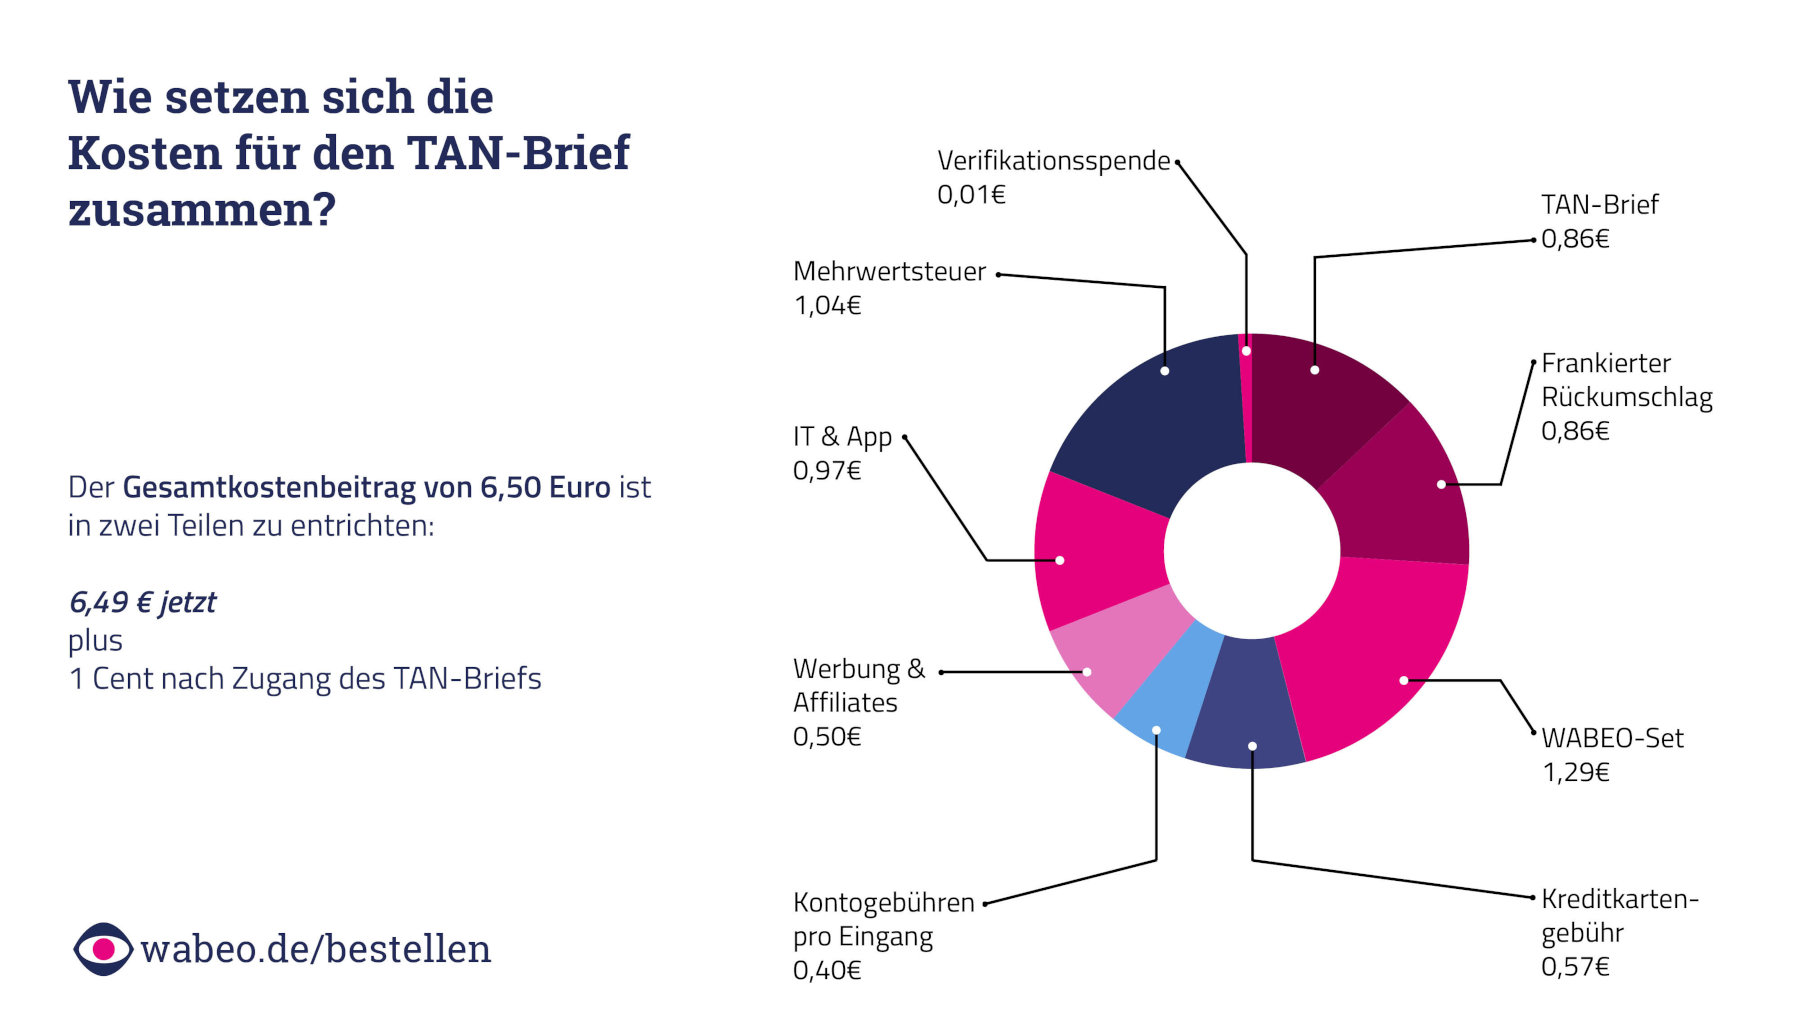 Wie setzen sich die
Kosten für den TAN-Brief
zusammen?
Der Gesamtkostenbeitrag von 6,50 Euro ist
in zwei Teilen zu entrichten:
6,49 € jetzt
plus
1 Cent nach Zugang des TAN-Briefs
wabeo.de/bestellen
Verifikationsspende
0,01€
TAN-Brief
0,86€
Mehrwertsteuer
1,04€
Frankierter
Rückumschlag
0,86€
IT & App
0,97€
Werbung &
Affiliates
0,50€
WABEO-Set
1,29€
Kontogebühren
pro Eingang
0,40€
Kreditkarten-
gebühr
0,57€